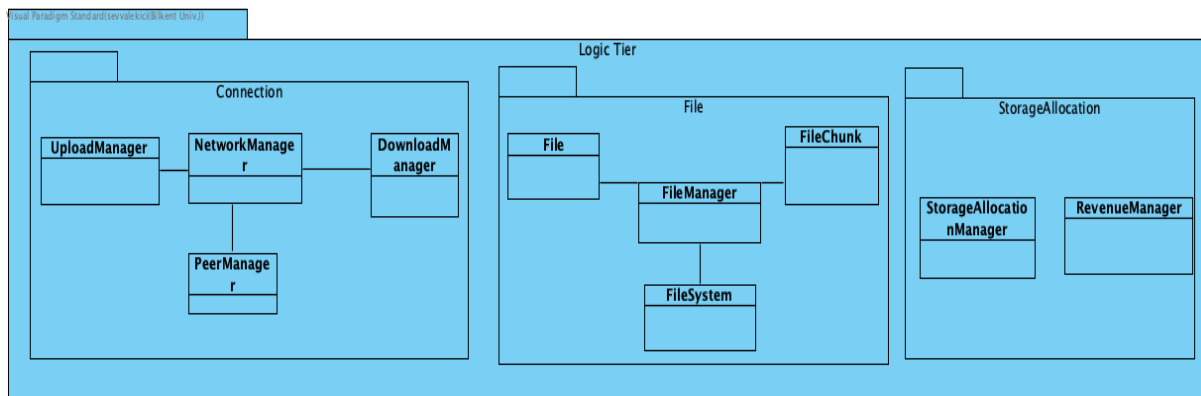 Visual Paradigm Standard(sevvalekici(Bilkent Univ.))
Logic Tier
Connection
UploadManager
NetworkManage
r
DownloadM
anager
PeerManage
r
File
File
FileChunk
FileManager
FileSystem
StorageAllocation
StorageAllocatio
nManager
RevenueManager